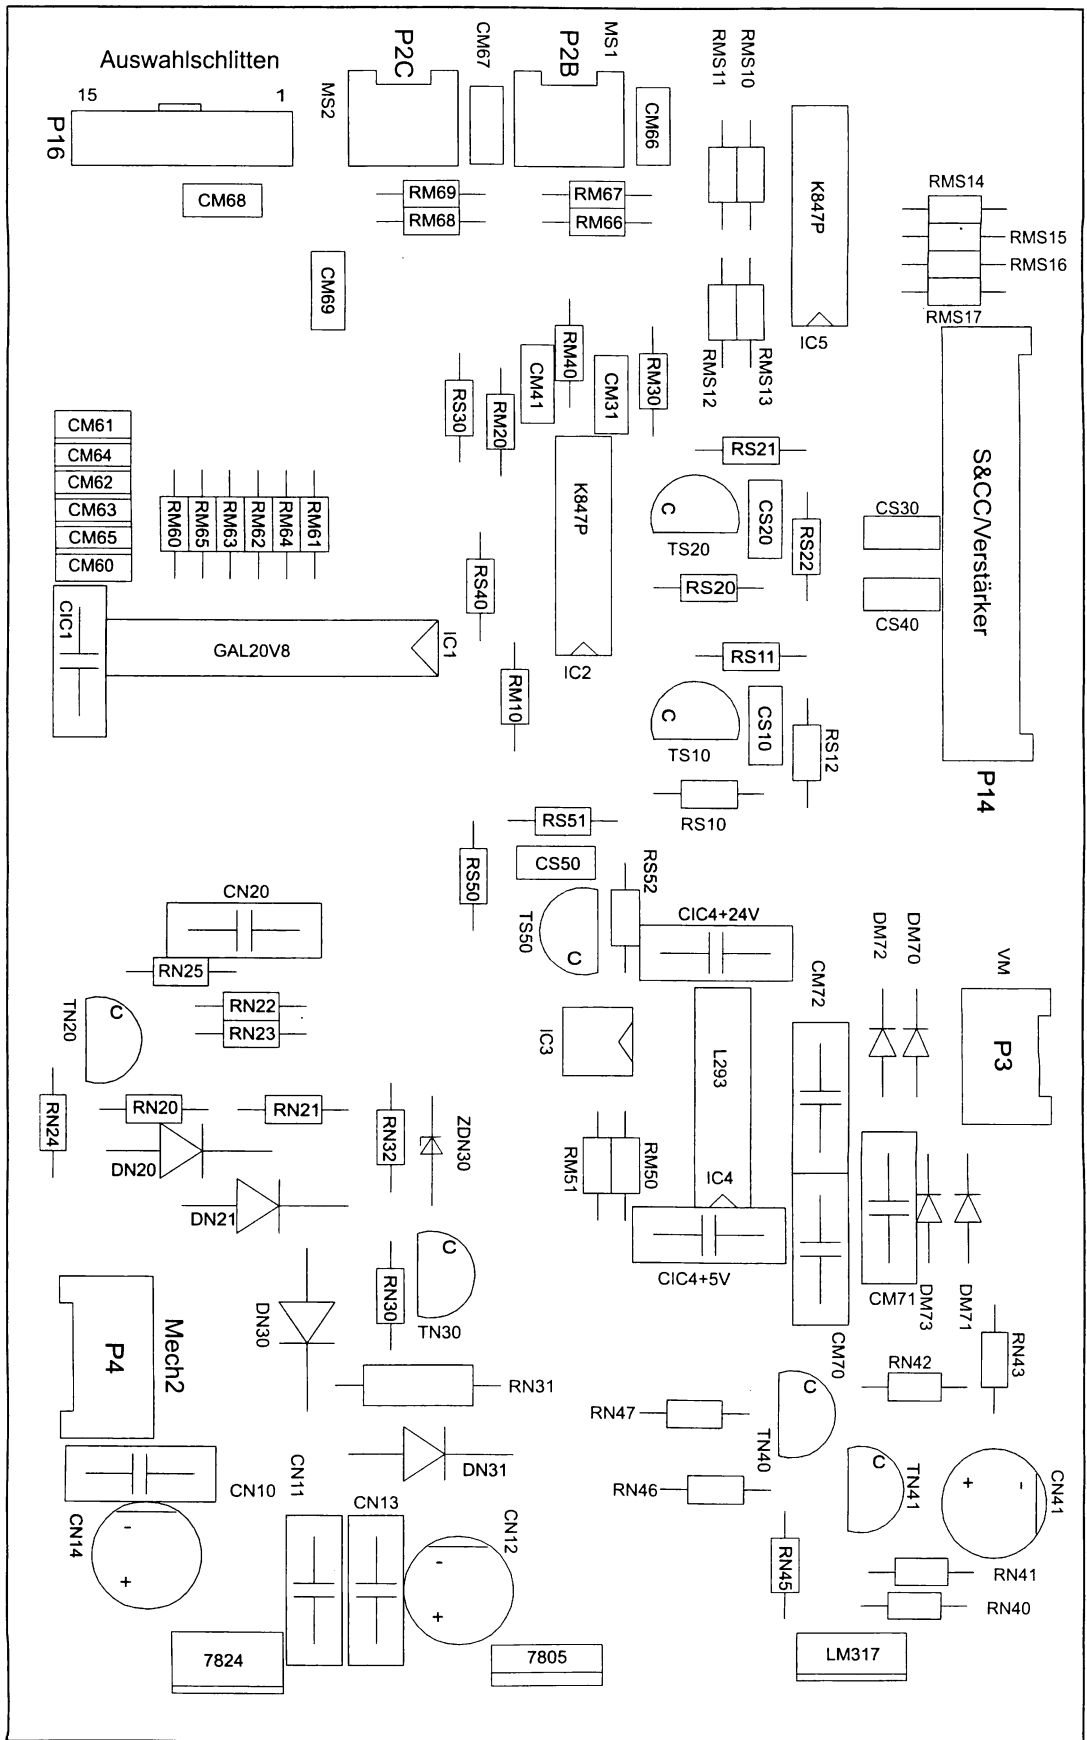 Auswahlschlitten
15
1
P16
CM68
CM69
P2C
MS2
CM67
P2B
MS1
CM66
RM69
RM68
RM67
RM66
RMS11
RMS10
K847P
IC5
RMS12
RMS13
RMS14
RMS15
RMS16
RMS17
S&CC/Verstärker
P14
CS30
CS40
RS30
RM20
CM41
RM40
CM31
RM30
K847P
IC2
RS21
C
TS20
CS20
RS22
RS20
RS11
C
TS10
CS10
RS12
RS10
CM61
CM64
CM62
CM63
CM65
CM60
RM60
RM65
RM63
RM62
RM64
RM61
CIC1
GAL20V8
IC1
RS40
RM10
RS51
CS50
RS50
RS52
TS50
C
CIC4+24V
CN20
RN25
TN20
C
RN22
RN23
RN24
RN20
RN21
DN20
DN21
RN32
ZDN30
IC3
L293
IC4
RM51
RM50
CIC4+5V
CM72
DM72
DM70
VM
P3
CM71
DM73
DM71
CM70
RN30
C
TN30
DN30
RN31
DN31
P4
Mech2
CN10
CN14
-
+
CN11
CN13
CN12
-
+
7824
7805
RN47
RN46
C
TN40
RN42
RN43
C
TN41
+
-
CN41
RN45
RN41
RN40
LM317